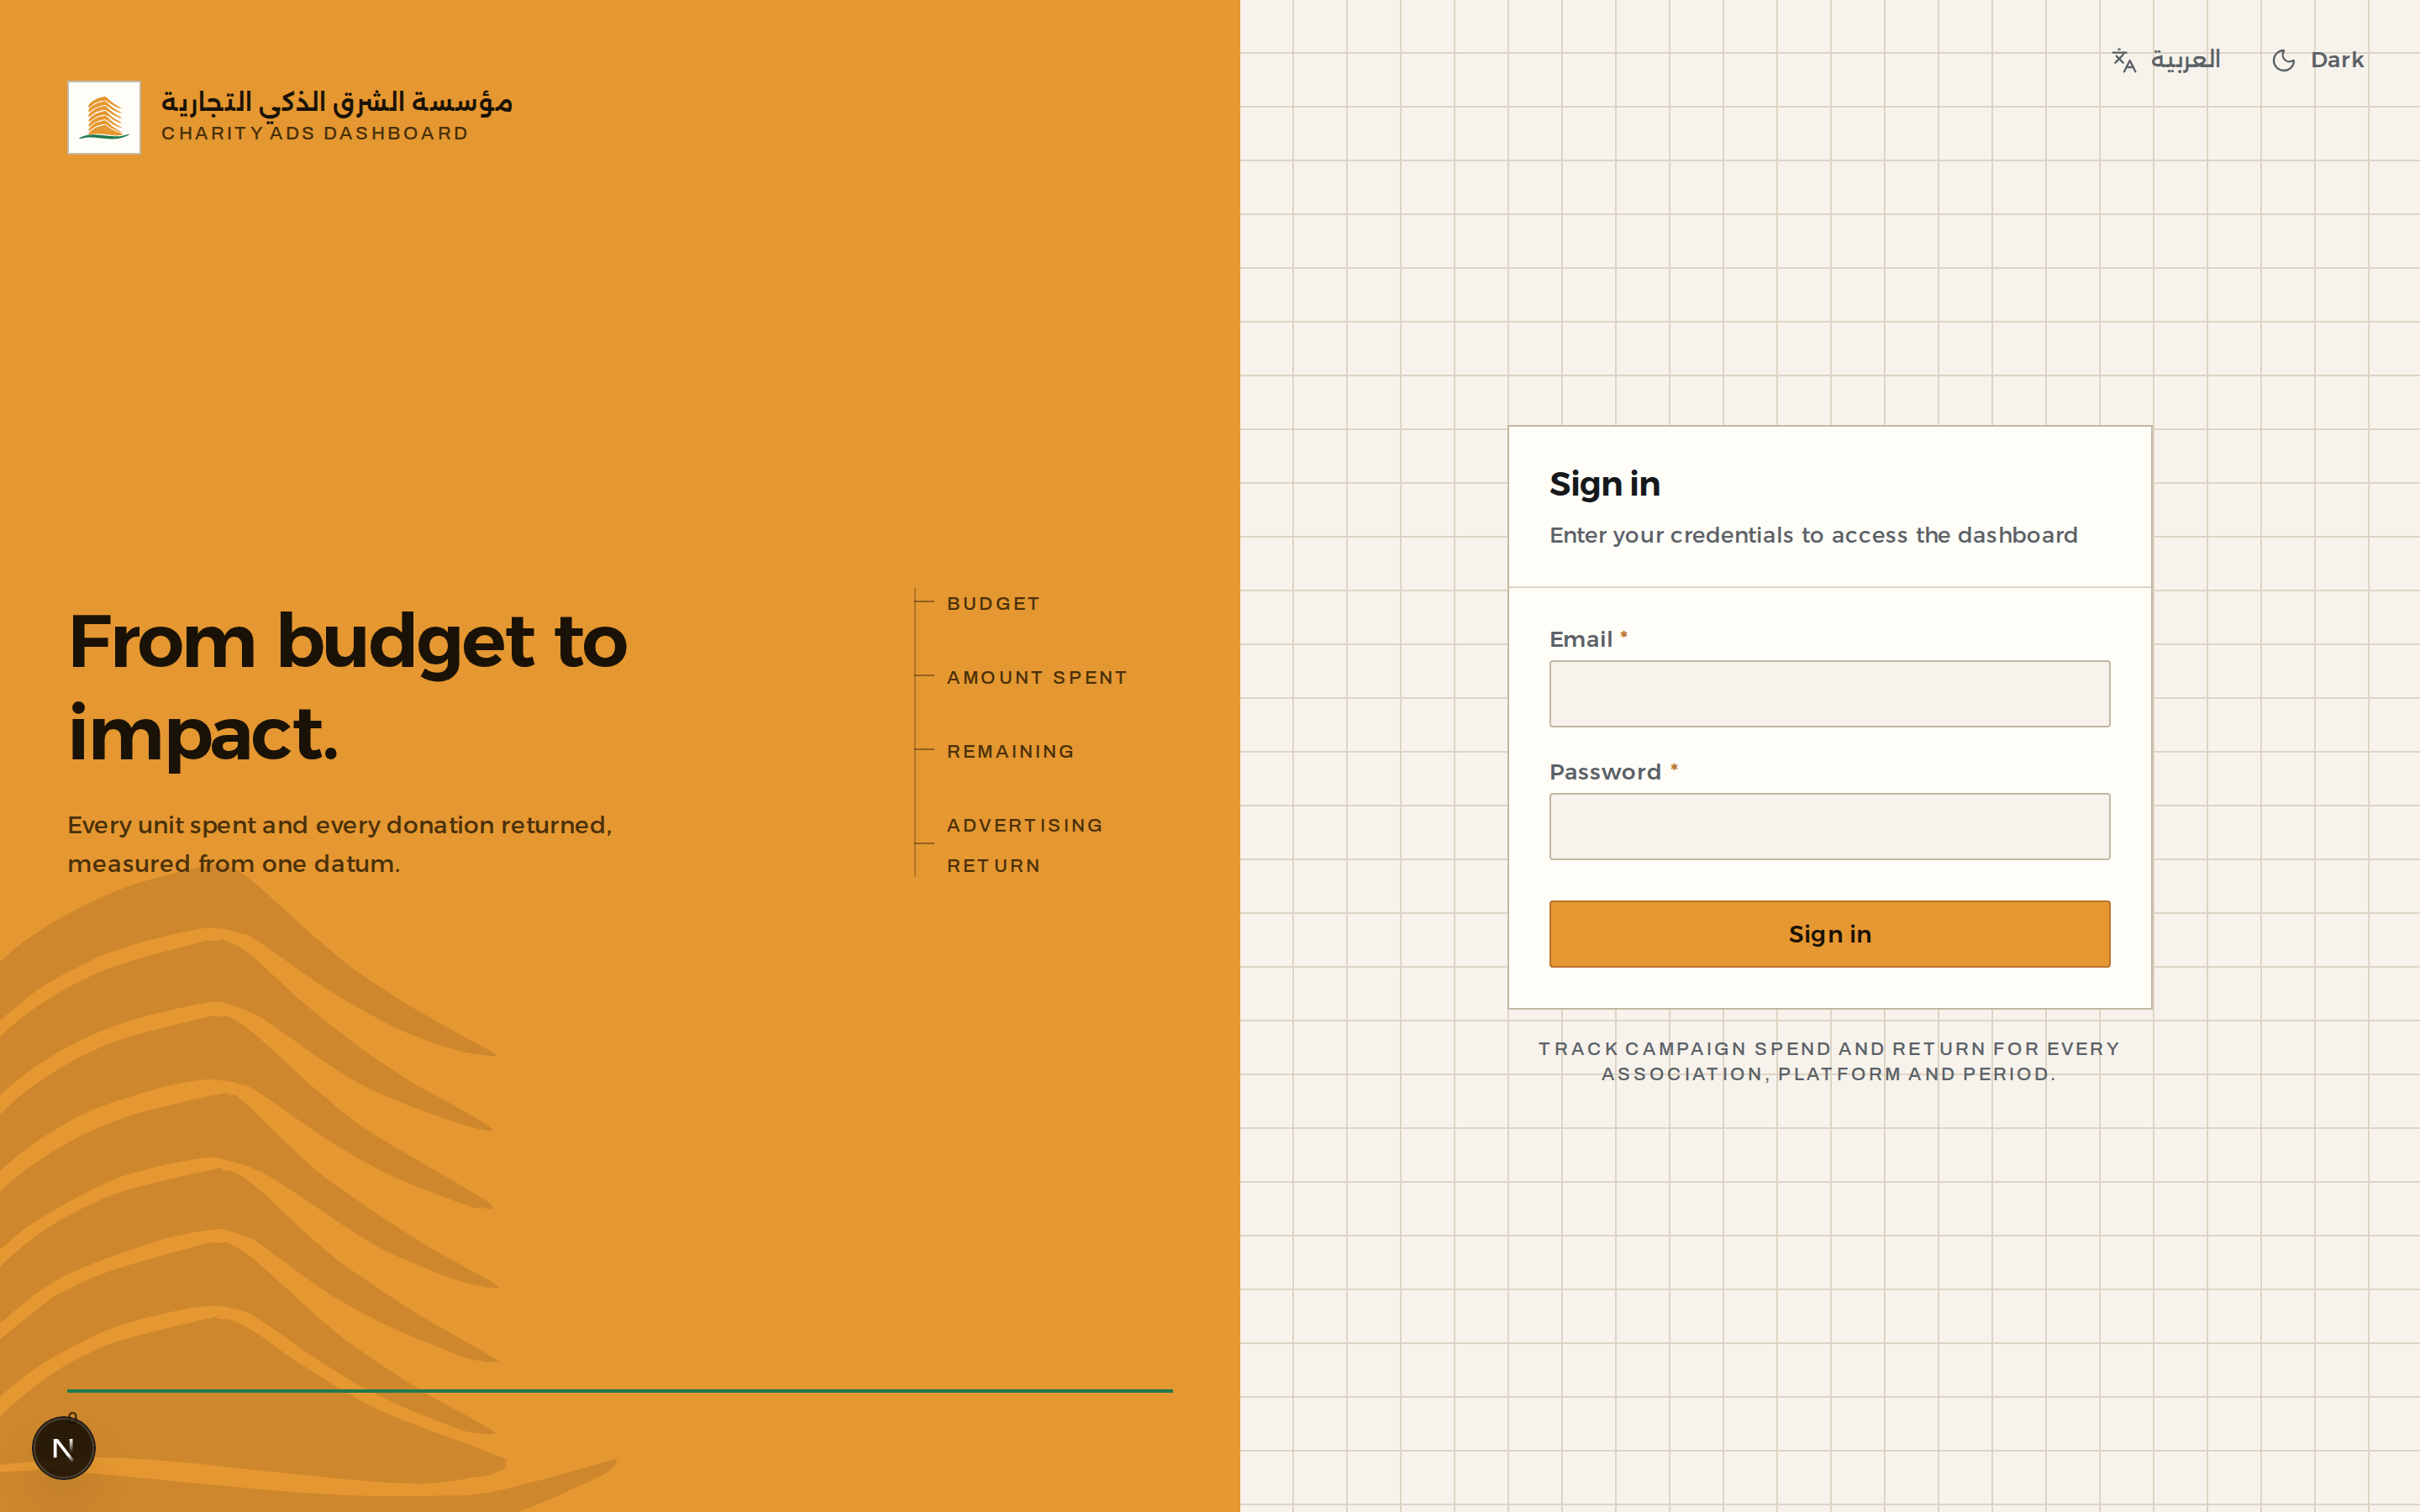 مؤسسة الشرق الذكي التجارية
CHARITY ADS DASHBOARD
From budget to
impact.
Every unit spent and every donation returned,
measured from one datum.
BUDGET
AMOUNT SPENT
REMAINING
ADVERTISING
RETURN
0
N
العربية
Dark
Sign in
Enter your credentials to access the dashboard
Email *
Password *
Sign in
TRACK CAMPAIGN SPEND AND RETURN FOR EVERY
ASSOCIATION, PLATFORM AND PERIOD.